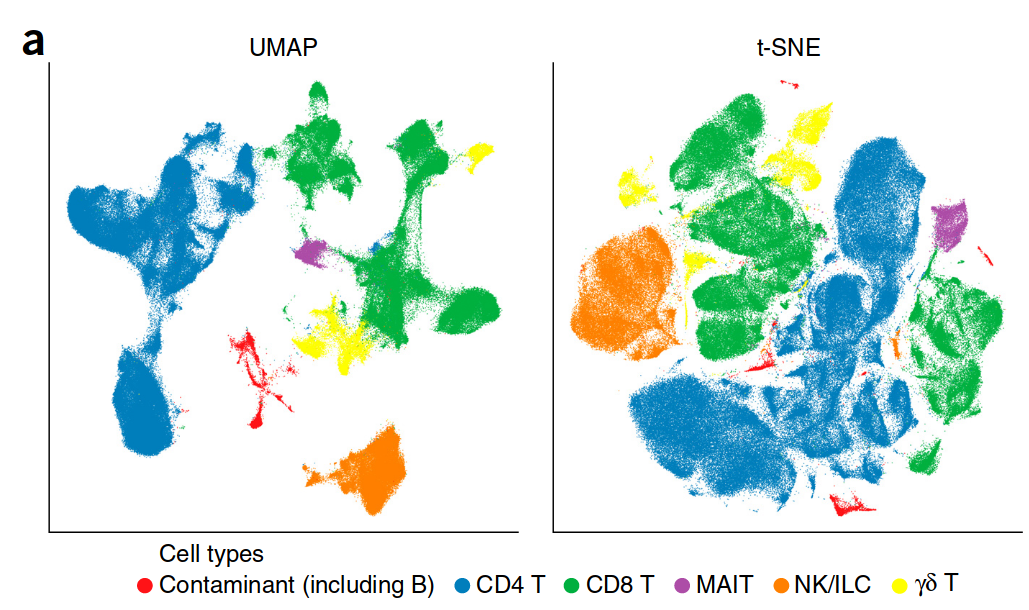 a
UMAP
t-SNE
Cell types
Contaminant (including B)
CD4 T
CD8 T
MAIT
NK/ILC
γδ T